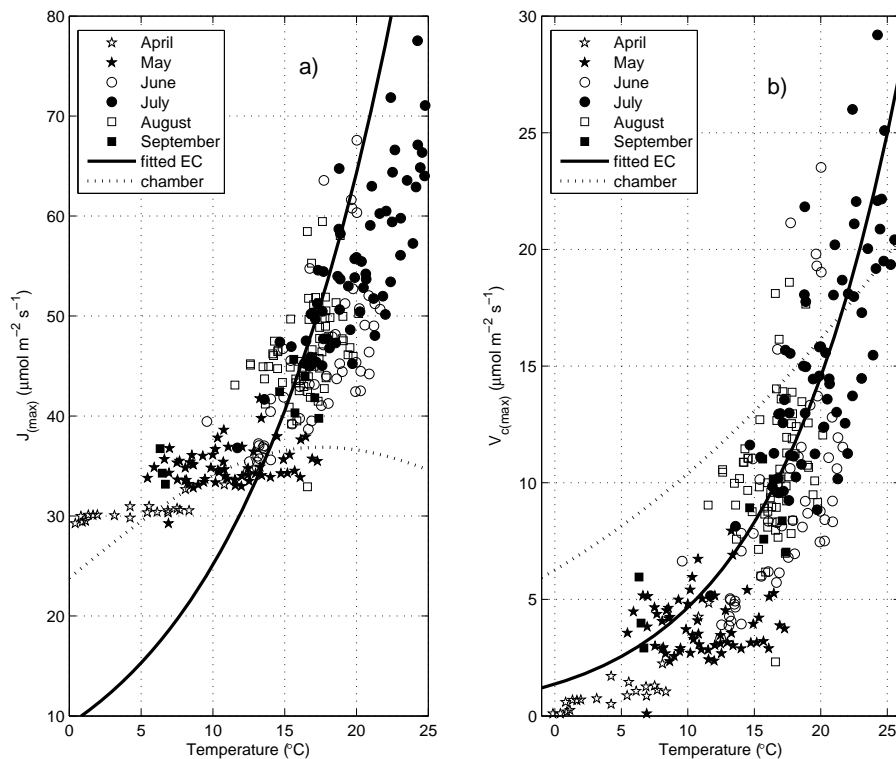 80
70
60
50
40
30
20
10
0 5 10 15 20 25
J(max) (μmol m−2 s−1)
Temperature (°C)
a)
April
May
June
July
August
September
fitted EC
chamber
30
25
20
15
10
5
0
0 5 10 15 20 25
Vc(max) (μmol m−2 s−1)
Temperature (°C)
b)
April
May
June
July
August
September
fitted EC
chamber